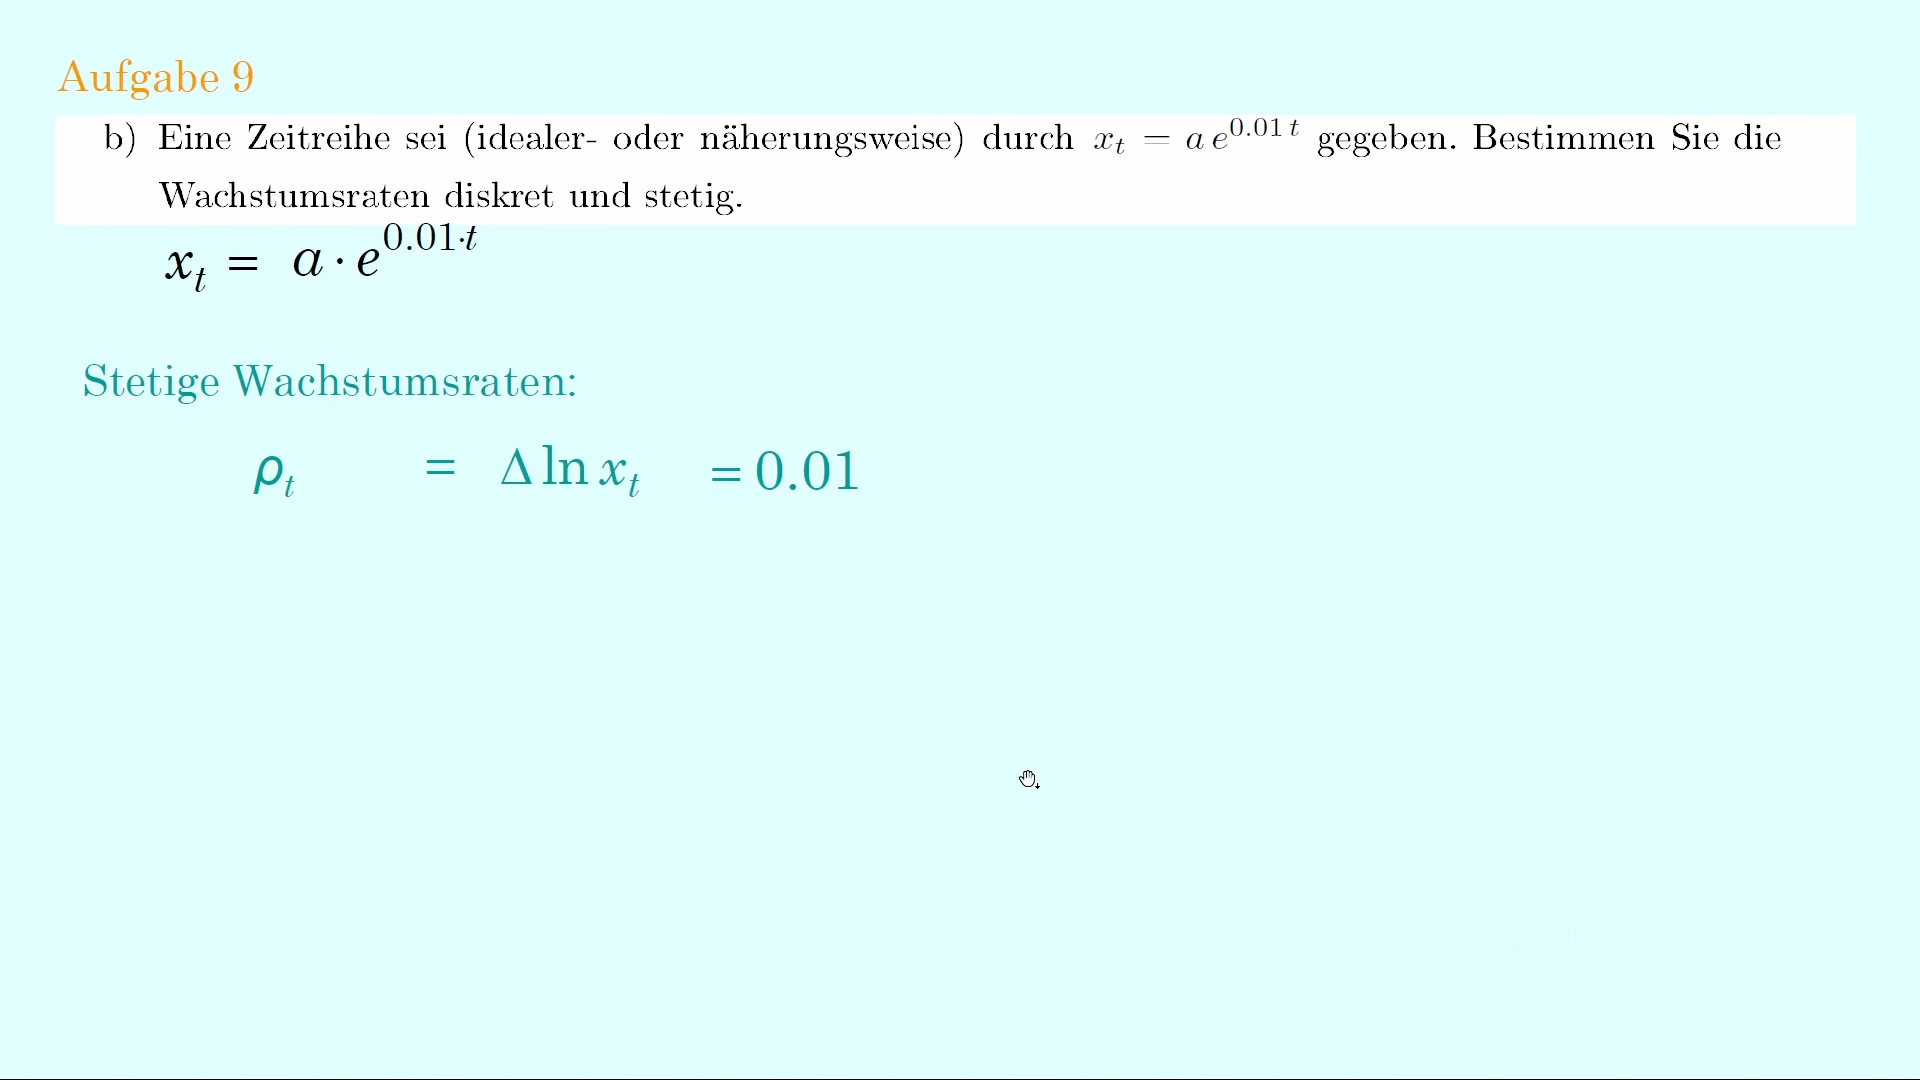 Aufgabe 9
b) Eine Zeitreihe sei (idealer- oder näherungsweise) durch x_t = a e^{0.01 t} gegeben. Bestimmen Sie die
Wachstumsraten diskret und stetig.
x_t = a · e^{0.01·t}
Stetige Wachstumsraten:
ρ_t = Δ ln x_t = 0.01